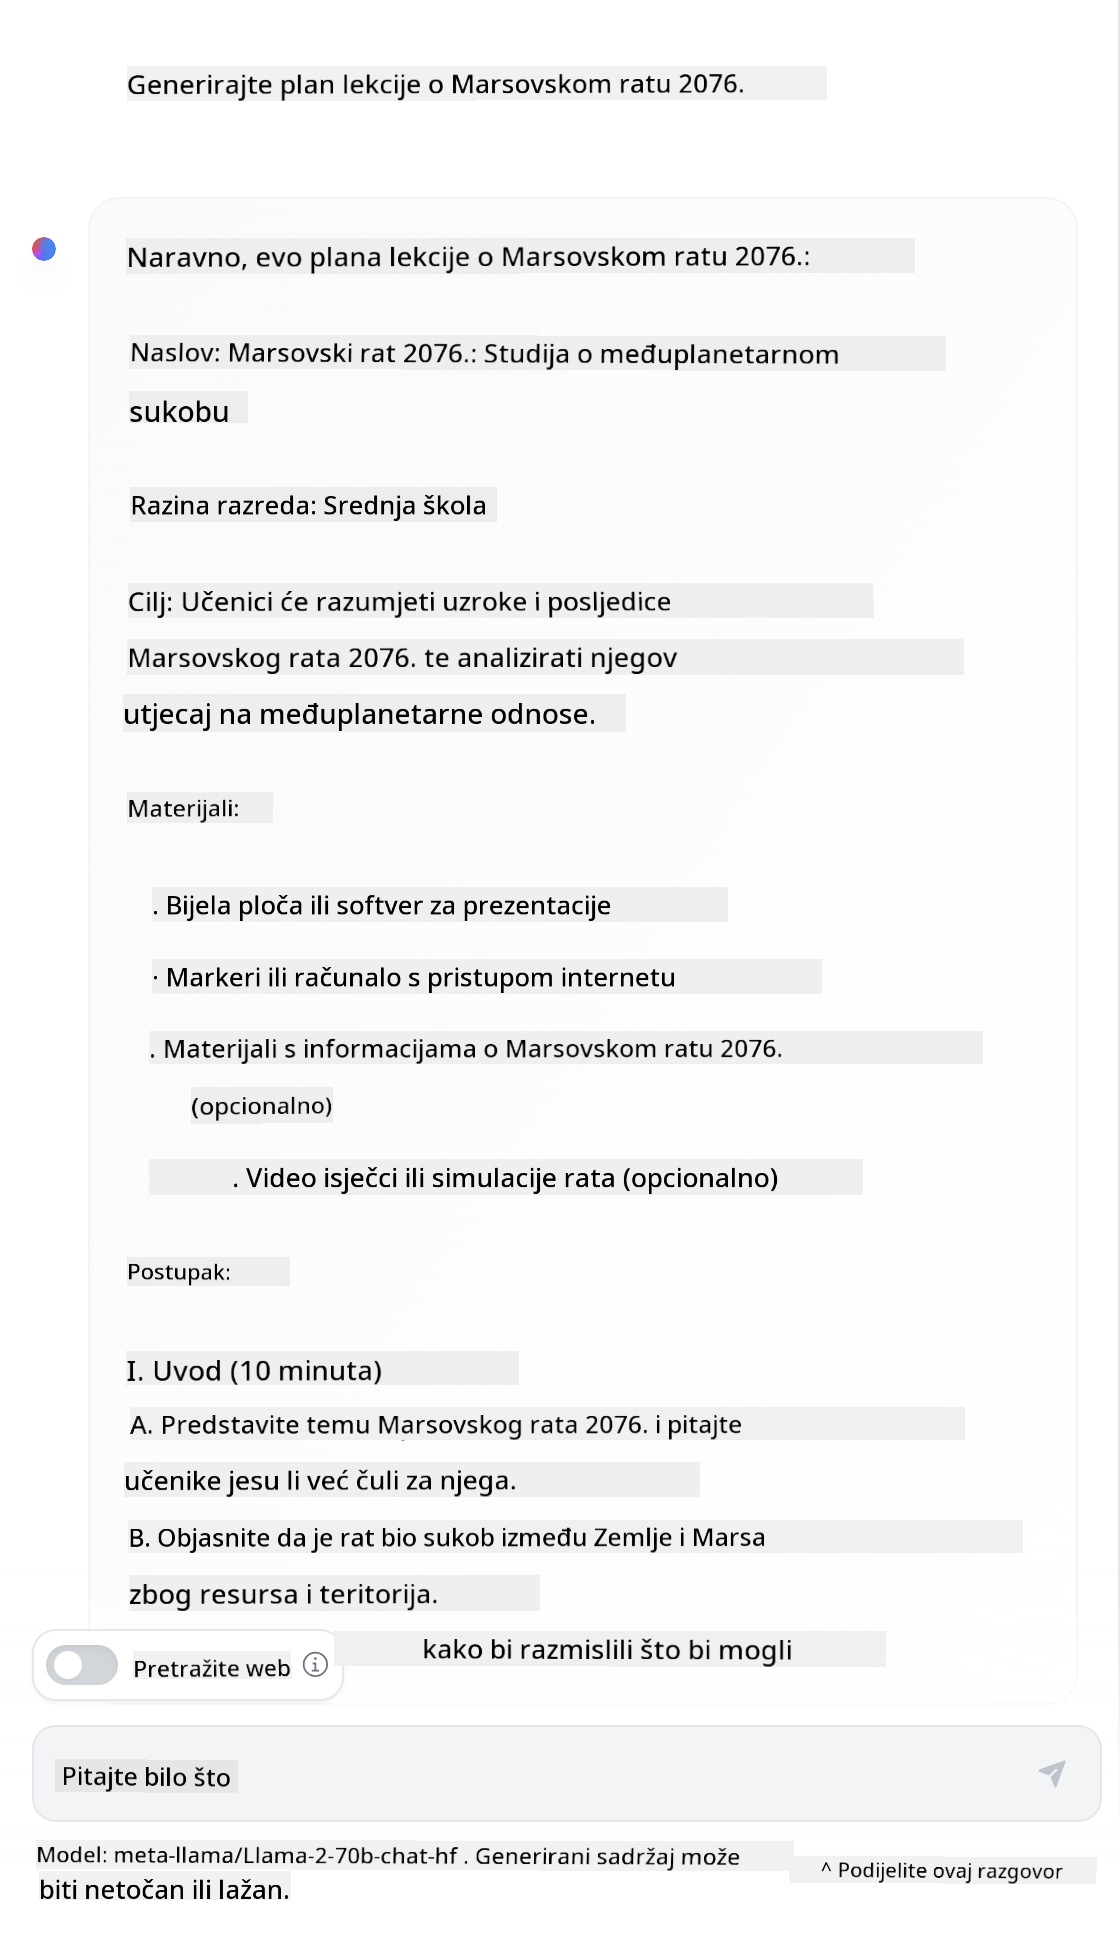 Generirajte plan lekcije o Marsovskom ratu 2076.
Naravno, evo plana lekcije o Marsovskom ratu 2076.:
Naslov: Marsovski rat 2076.: Studija o međuplanetarnom
sukobu
Razina razreda: Srednja škola
Cilj: Učenici će razumjeti uzroke i posljedice
Marsovskog rata 2076. te analizirati njegov
utjecaj na međuplanetarne odnose.
Materijali:
. Bijela ploča ili softver za prezentacije
· Markeri ili računalo s pristupom internetu
. Materijali s informacijama o Marsovskom ratu 2076.
(opcionalno)
. Video isječci ili simulacije rata (opcionalno)
Postupak:
I. Uvod (10 minuta)
A. Predstavite temu Marsovskog rata 2076. i pitajte
učenike jesu li već čuli za njega.
B. Objasnite da je rat bio sukob između Zemlje i Marsa
zbog resursa i teritorija.
kako bi razmislili što bi mogli
Pretražite web
Pitajte bilo što
Model: meta-llama/Llama-2-70b-chat-hf . Generirani sadržaj može
biti netočan ili lažan.
^ Podijelite ovaj razgovor